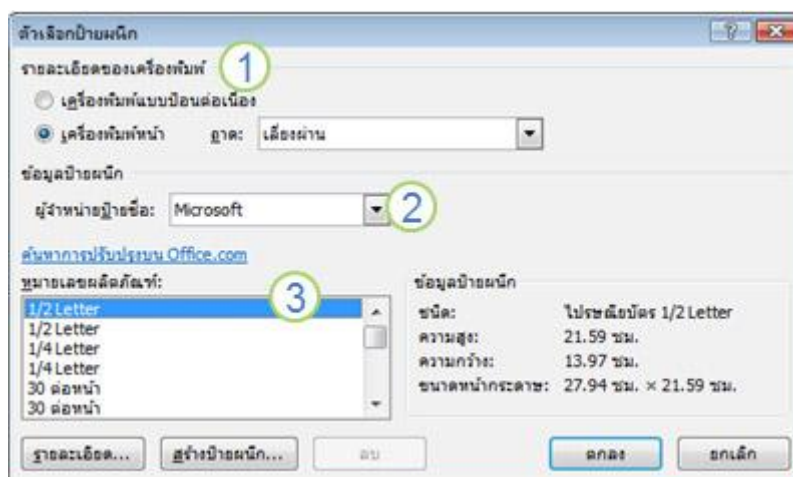 ตัวเลือกป้ายผนึก
รายละเอียดของเครื่องพิมพ์ 1
เครื่องพิมพ์แบบป้อนต่อเนื่อง
เครื่องพิมพ์หน้า ถาด: เลี่ยงผ่าน
ข้อมูลป้ายผนึก
ผู้จำหน่ายป้ายชื่อ: Microsoft 2
ค้นหาการปรับปรุงบน Office.com
หมายเลขผลิตภัณฑ์: 3
1/2 Letter
1/2 Letter
1/4 Letter
1/4 Letter
30 ต่อหน้า
30 ต่อหน้า
ข้อมูลป้ายผนึก
ชนิด: ไปรษณียบัตร 1/2 Letter
ความสูง: 21.59 ซม.
ความกว้าง: 13.97 ซม.
ขนาดหน้ากระดาษ: 27.94 ซม. × 21.59 ซม.
รายละเอียด... สร้างป้ายผนึก... ลบ ตกลง ยกเลิก